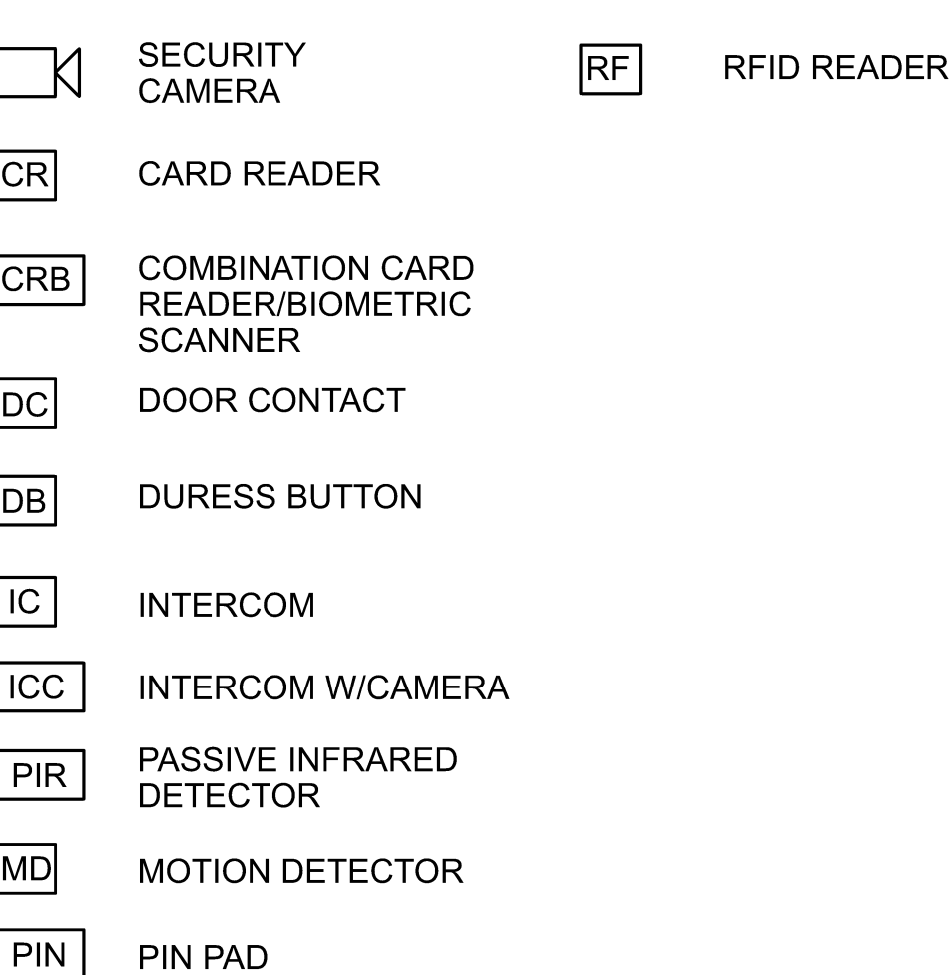 SECURITY
CAMERA
RF
RFID READER
CR
CARD READER
CRB
COMBINATION CARD
READER/BIOMETRIC
SCANNER
DC
DOOR CONTACT
DB
DURESS BUTTON
IC
INTERCOM
ICC
INTERCOM W/CAMERA
PIR
PASSIVE INFRARED
DETECTOR
MD
MOTION DETECTOR
PIN
PIN PAD